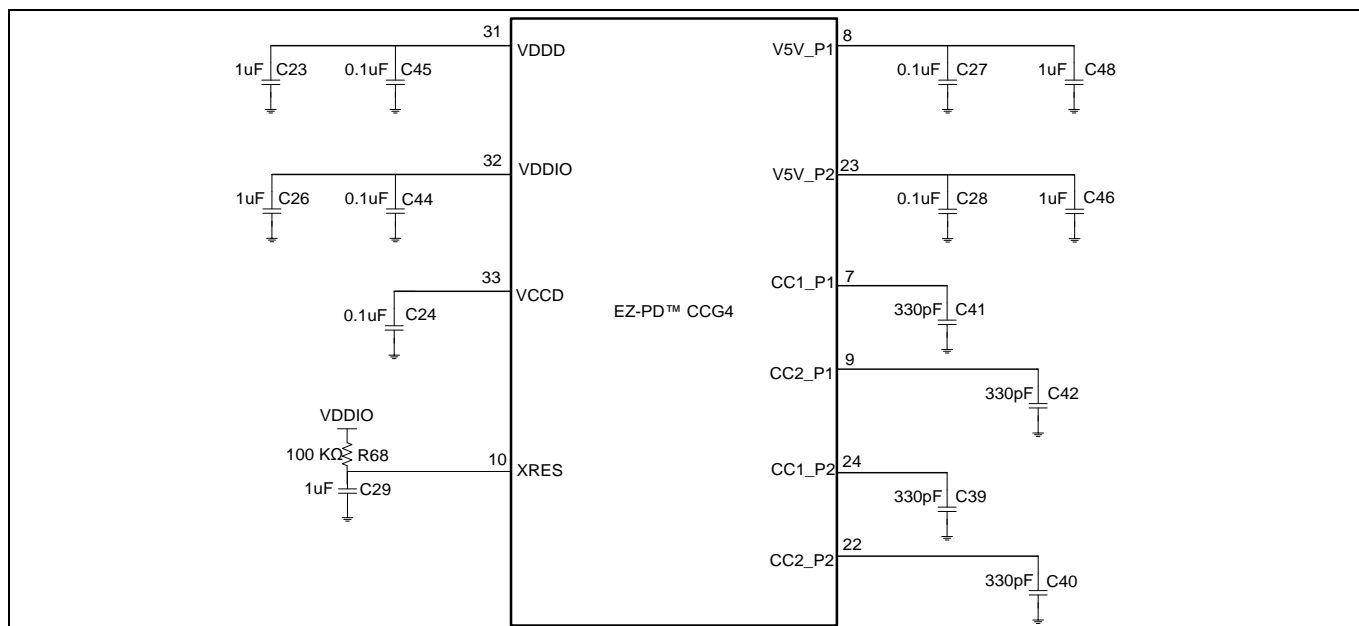 31
VDDD
1uF C23
0.1uF C45
32
VDDIO
1uF C26
0.1uF C44
33
VCCD
0.1uF C24
VDDIO
100 KΩ R68
10
XRES
1uF C29
EZ-PD™ CCG4
V5V_P1
8
0.1uF C27
1uF C48
V5V_P2
23
0.1uF C28
1uF C46
CC1_P1
7
330pF C41
CC2_P1
9
330pF C42
CC1_P2
24
330pF C39
CC2_P2
22
330pF C40